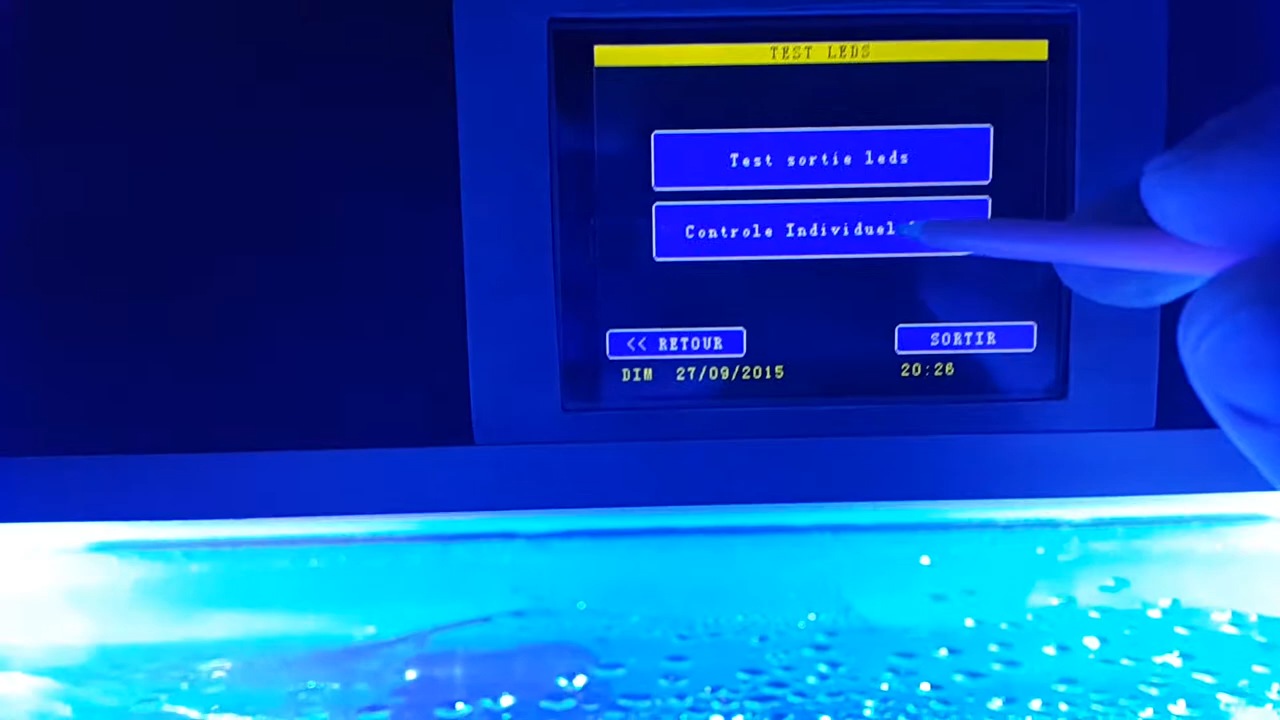 TEST LEDS
Test sortie leds
Controle Individuel
<< RETOUR
SORTIR
DIM 27/09/2015
20:26